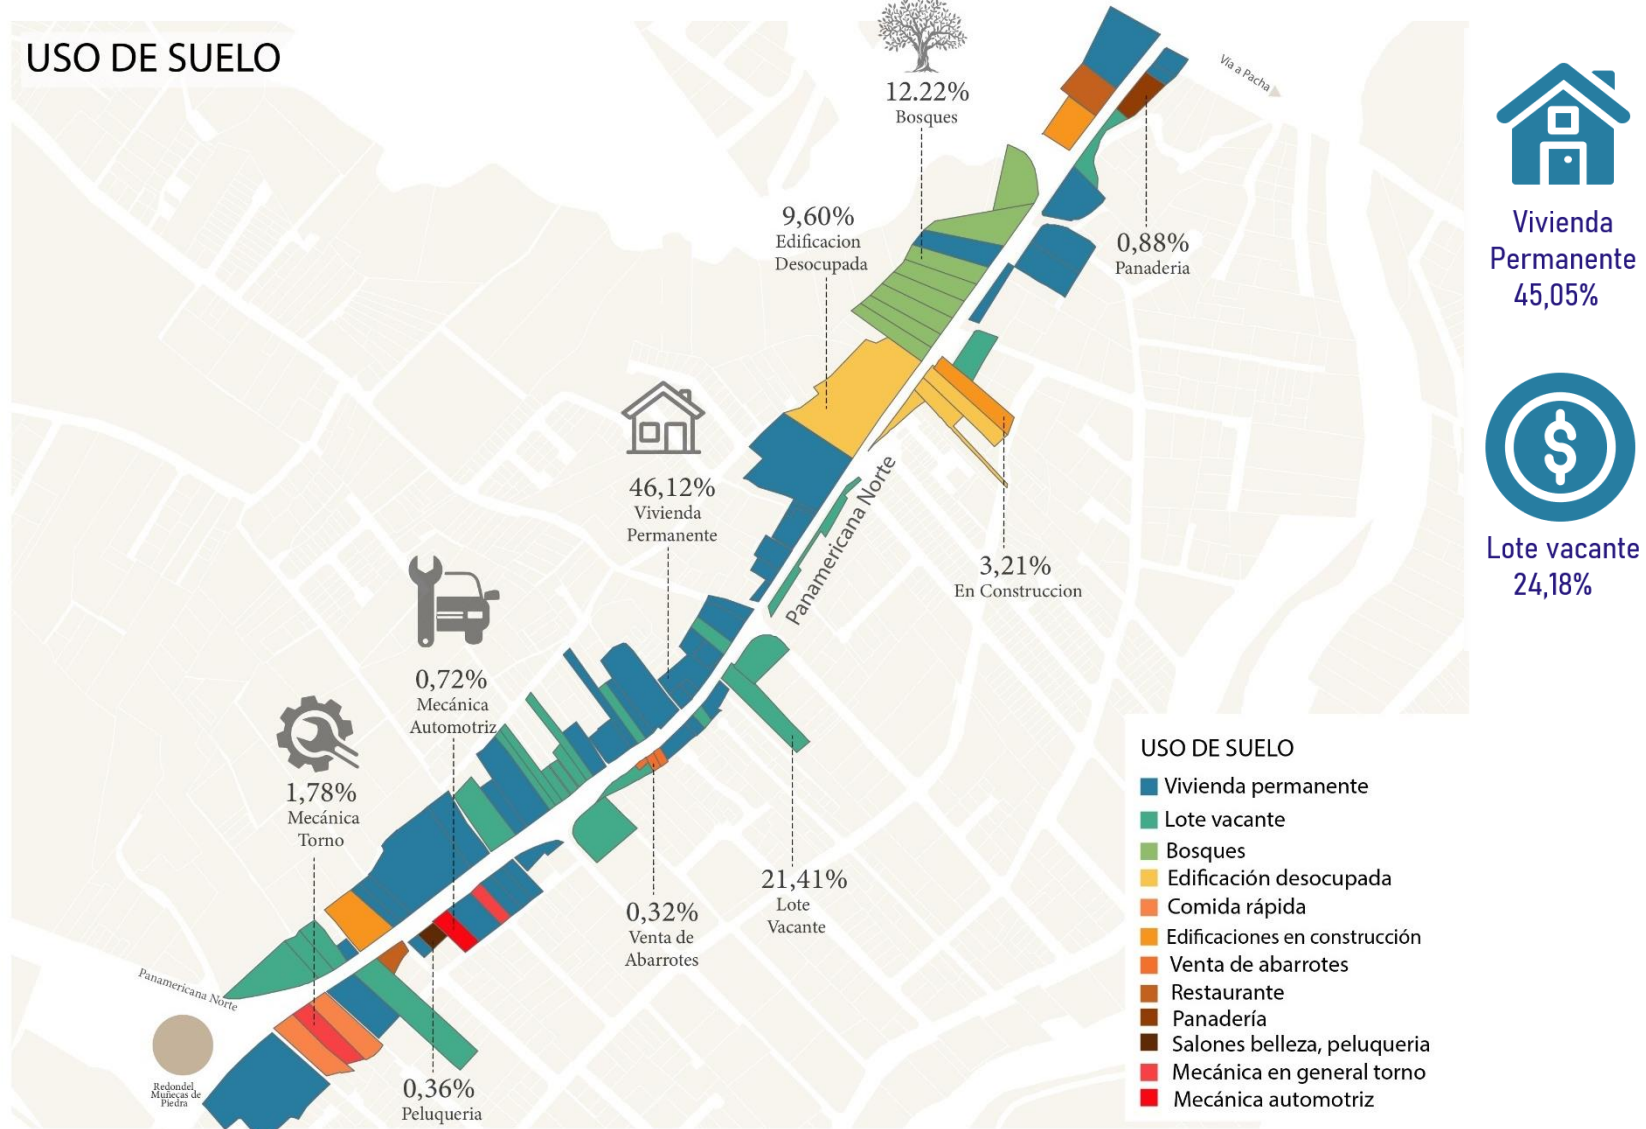 USO DE SUELO
12.22%
Bosques
Via a Pacha
9,60%
Edificacion
Desocupada
0,88%
Panaderia
Vivienda
Permanente
45,05%
46,12%
Vivienda
Permanente
Panamericana Norte
3,21%
En Construccion
Lote vacante
24,18%
0,72%
Mecánica
Automotriz
1,78%
Mecánica
Torno
21,41%
Lote
Vacante
0,32%
Venta de
Abarrotes
Panamericana Norte
Redondel
Muñecas de
Piedra
0,36%
Peluqueria
USO DE SUELO
Vivienda permanente
Lote vacante
Bosques
Edificación desocupada
Comida rápida
Edificaciones en construcción
Venta de abarrotes
Restaurante
Panadería
Salones belleza, peluqueria
Mecánica en general torno
Mecánica automotriz